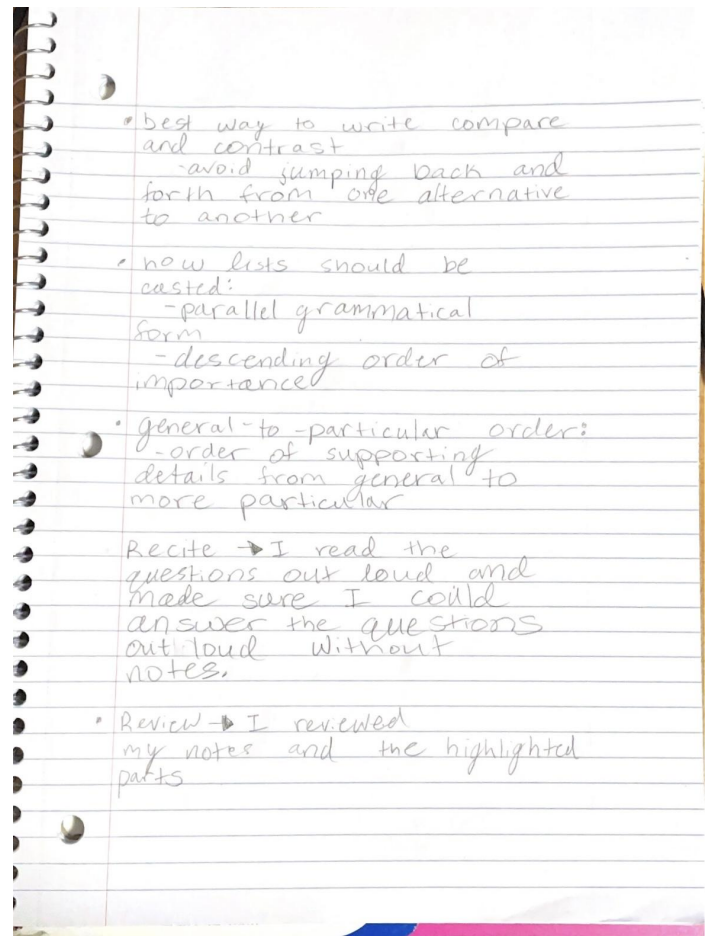 • best way to write compare
and contrast
-avoid jumping back and
forth from one alternative
to another
• how lists should be
casted:
-parallel grammatical
form
-descending order of
importance
• general-to-particular order:
-order of supporting
details from general to
more particular
Recite → I read the
questions out loud and
made sure I could
answer the questions
out loud without
notes.
• Review → I reviewed
my notes and the highlighted
parts